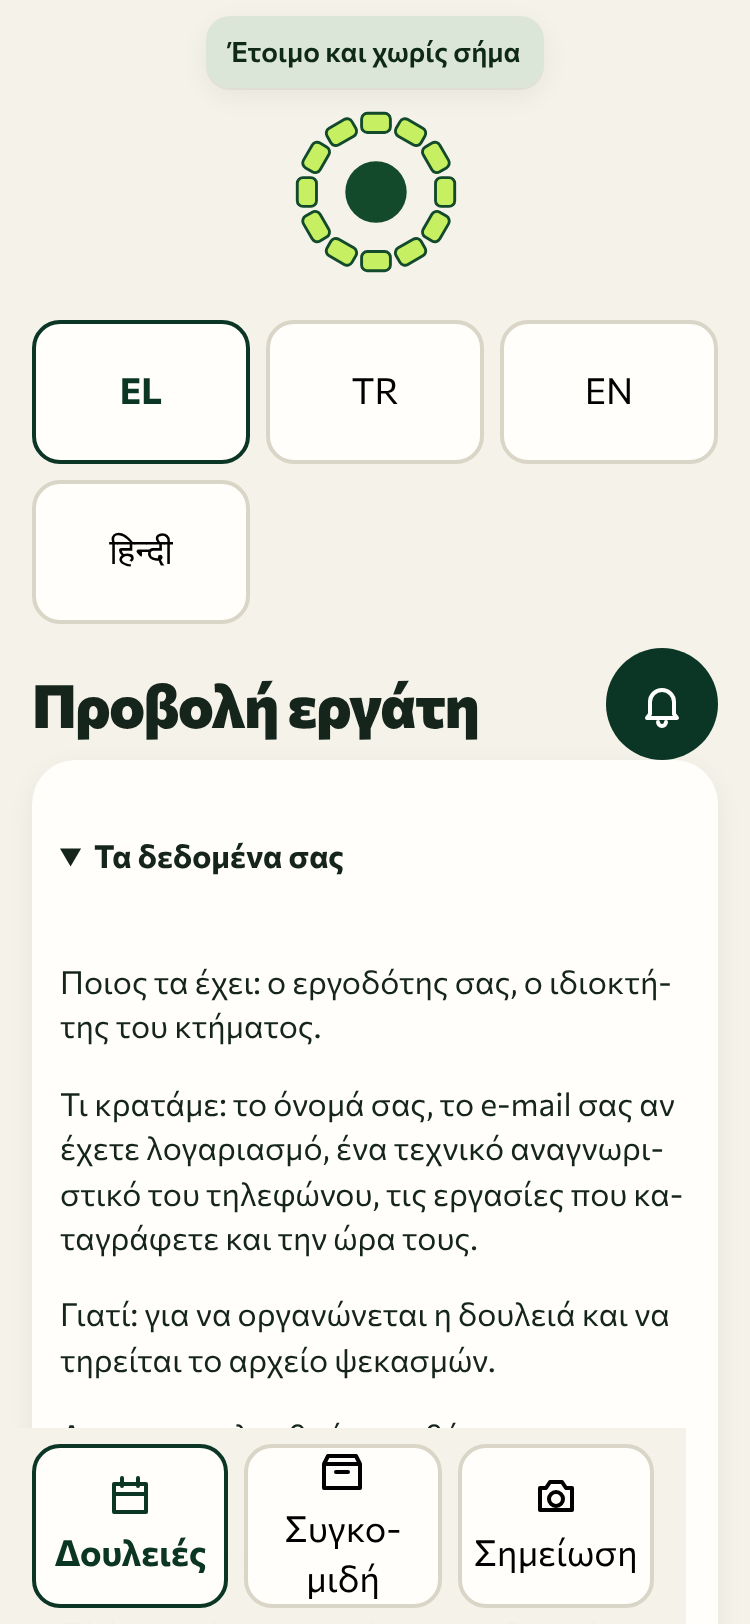 Έτοιμο και χωρίς σήμα
EL
TR
EN
हिन्दी
Προβολή εργάτη
▼ Τα δεδομένα σας
Ποιος τα έχει: ο εργοδότης σας, ο ιδιοκτή-
της του κτήματος.
Τι κρατάμε: το όνομά σας, το e-mail σας αν
έχετε λογαριασμό, ένα τεχνικό αναγνωρι-
στικό του τηλεφώνου, τις εργασίες που κα-
ταγράφετε και την ώρα τους.
Γιατί: για να οργανώνεται η δουλειά και να
τηρείται το αρχείο ψεκασμών.
Δουλειές
Συγκο-
μιδή
Σημείωση